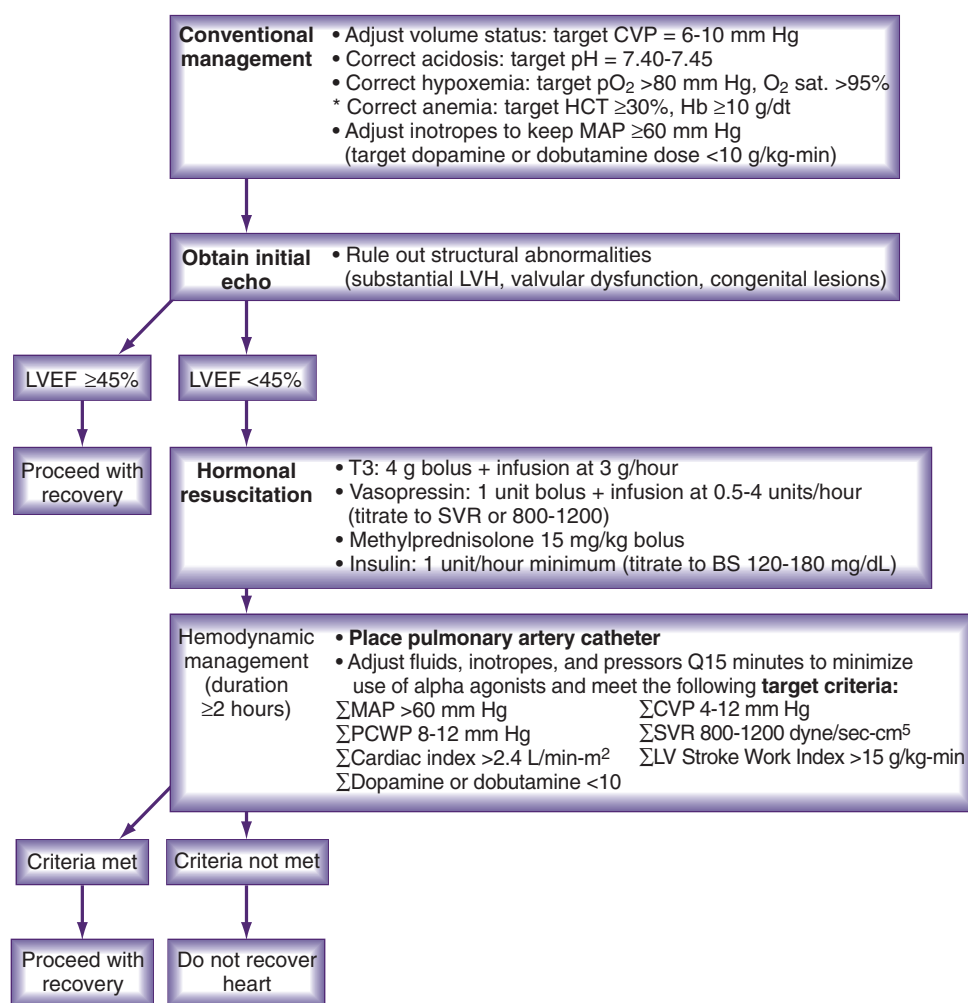 Conventional management
• Adjust volume status: target CVP = 6-10 mm Hg
• Correct acidosis: target pH = 7.40-7.45
• Correct hypoxemia: target pO2 >80 mm Hg, O2 sat. >95%
* Correct anemia: target HCT ≥30%, Hb ≥10 g/dt
• Adjust inotropes to keep MAP ≥60 mm Hg
(target dopamine or dobutamine dose <10 g/kg-min)
Obtain initial echo
• Rule out structural abnormalities
(substantial LVH, valvular dysfunction, congenital lesions)
LVEF ≥45%
LVEF <45%
Proceed with
recovery
Hormonal
resuscitation
• T3: 4 g bolus + infusion at 3 g/hour
• Vasopressin: 1 unit bolus + infusion at 0.5-4 units/hour
(titrate to SVR or 800-1200)
• Methylprednisolone 15 mg/kg bolus
• Insulin: 1 unit/hour minimum (titrate to BS 120-180 mg/dL)
Hemodynamic
management
(duration
≥2 hours)
• Place pulmonary artery catheter
• Adjust fluids, inotropes, and pressors Q15 minutes to minimize
use of alpha agonists and meet the following target criteria:
∑MAP >60 mm Hg
∑CVP 4-12 mm Hg
∑PCWP 8-12 mm Hg
∑SVR 800-1200 dyne/sec-cm5
∑Cardiac index >2.4 L/min-m2
∑LV Stroke Work Index >15 g/kg-min
∑Dopamine or dobutamine <10
Criteria met
Criteria not met
Proceed with
recovery
Do not recover
heart